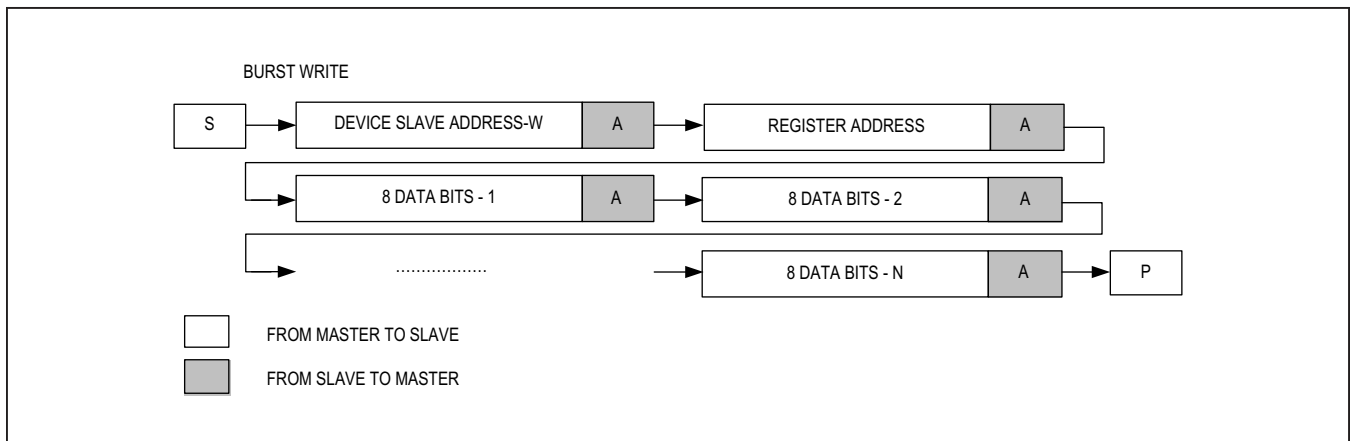 BURST WRITE
S DEVICE SLAVE ADDRESS-W A REGISTER ADDRESS A
8 DATA BITS - 1 A 8 DATA BITS - 2 A
.................. 8 DATA BITS - N A P
FROM MASTER TO SLAVE
FROM SLAVE TO MASTER